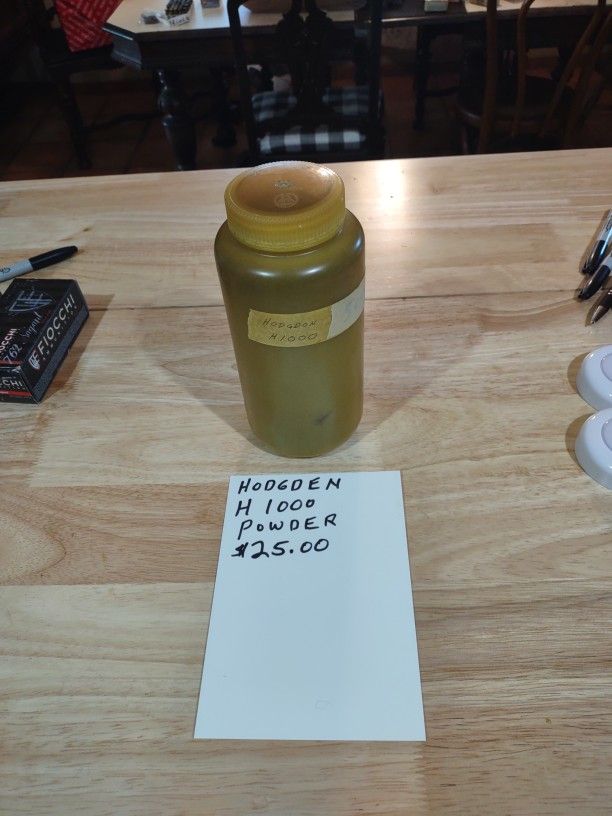 HODGDON
H1000
HODGDEN
H 1000
POWDER
$25.00
FIOCCHI